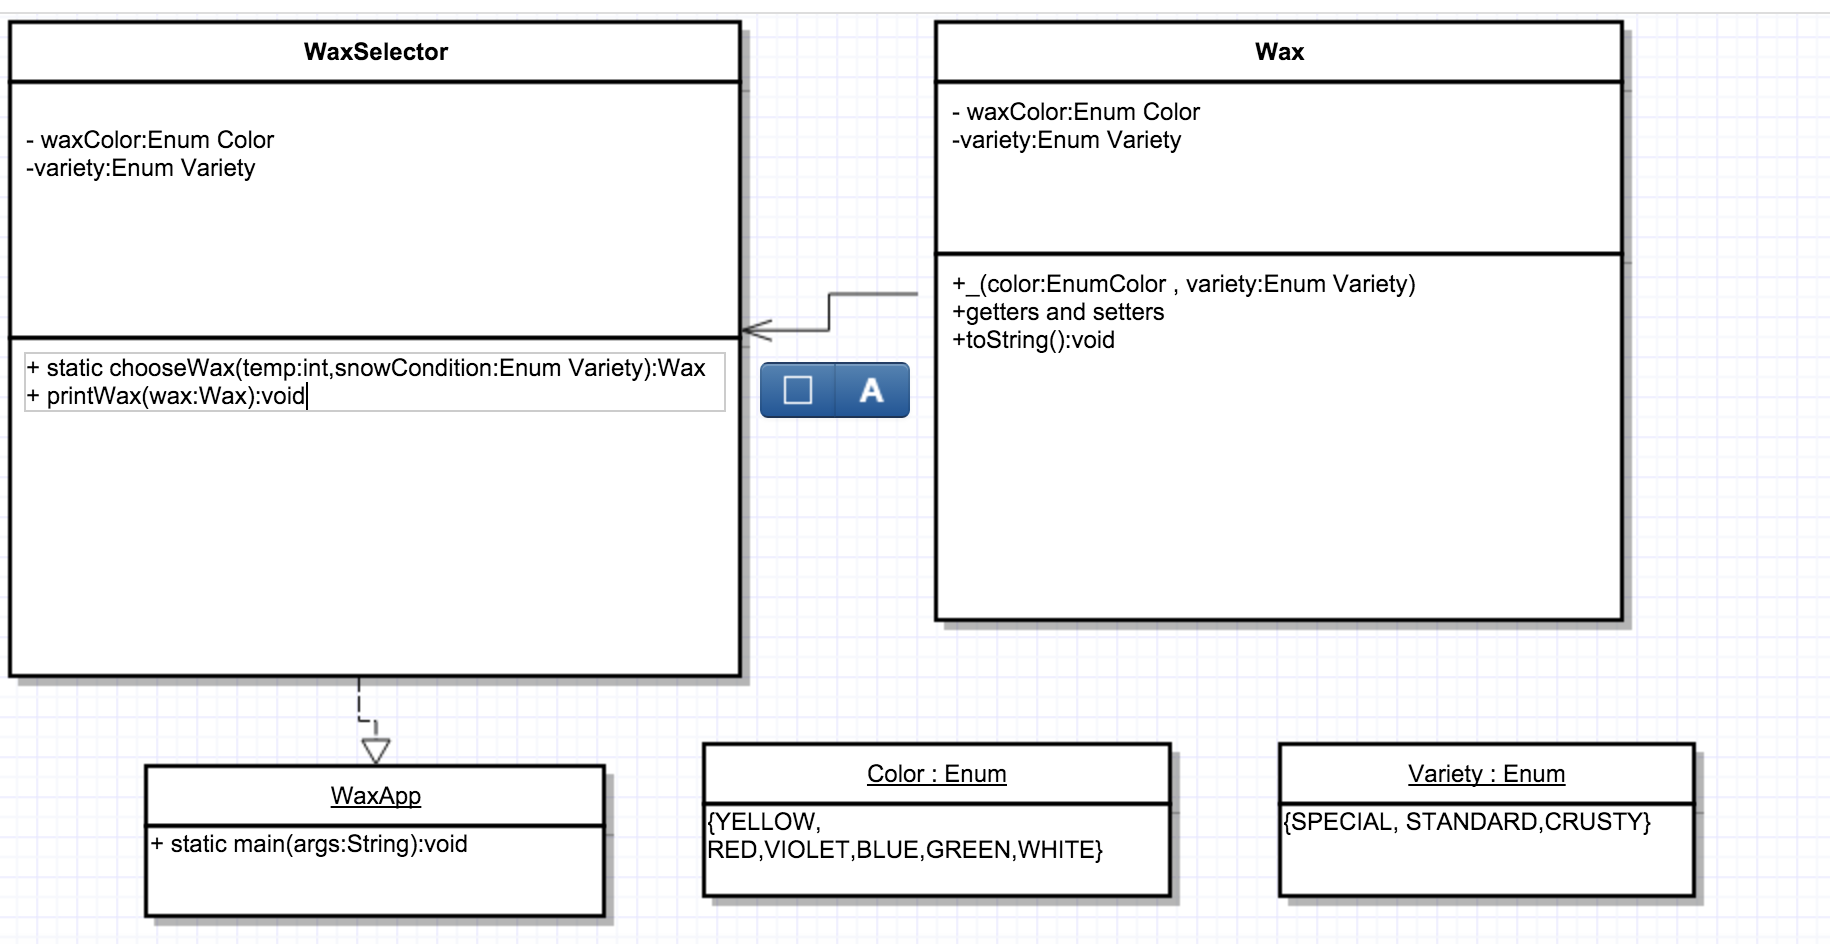 WaxSelector
- waxColor:Enum Color
-variety:Enum Variety
+ static chooseWax(temp:int,snowCondition:Enum Variety):Wax
+ printWax(wax:Wax):void
Wax
- waxColor:Enum Color
-variety:Enum Variety
+_(color:EnumColor , variety:Enum Variety)
+getters and setters
+toString():void
A
WaxApp
+ static main(args:String):void
Color : Enum
{YELLOW,
RED,VIOLET,BLUE,GREEN,WHITE}
Variety : Enum
{SPECIAL, STANDARD,CRUSTY}